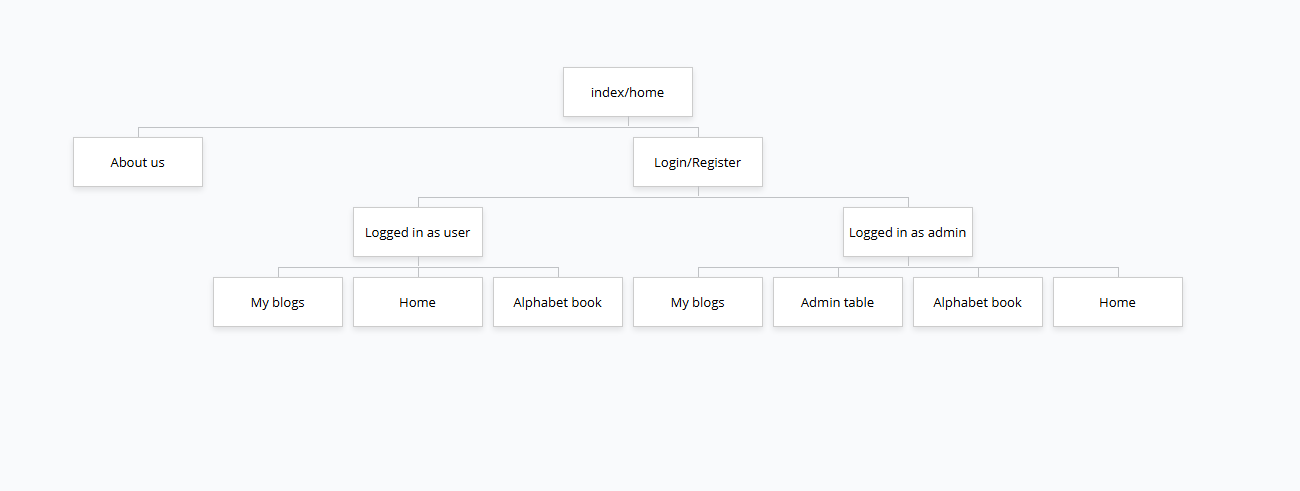 index/home
About us
Login/Register
Logged in as user
Logged in as admin
My blogs
Home
Alphabet book
My blogs
Admin table
Alphabet book
Home